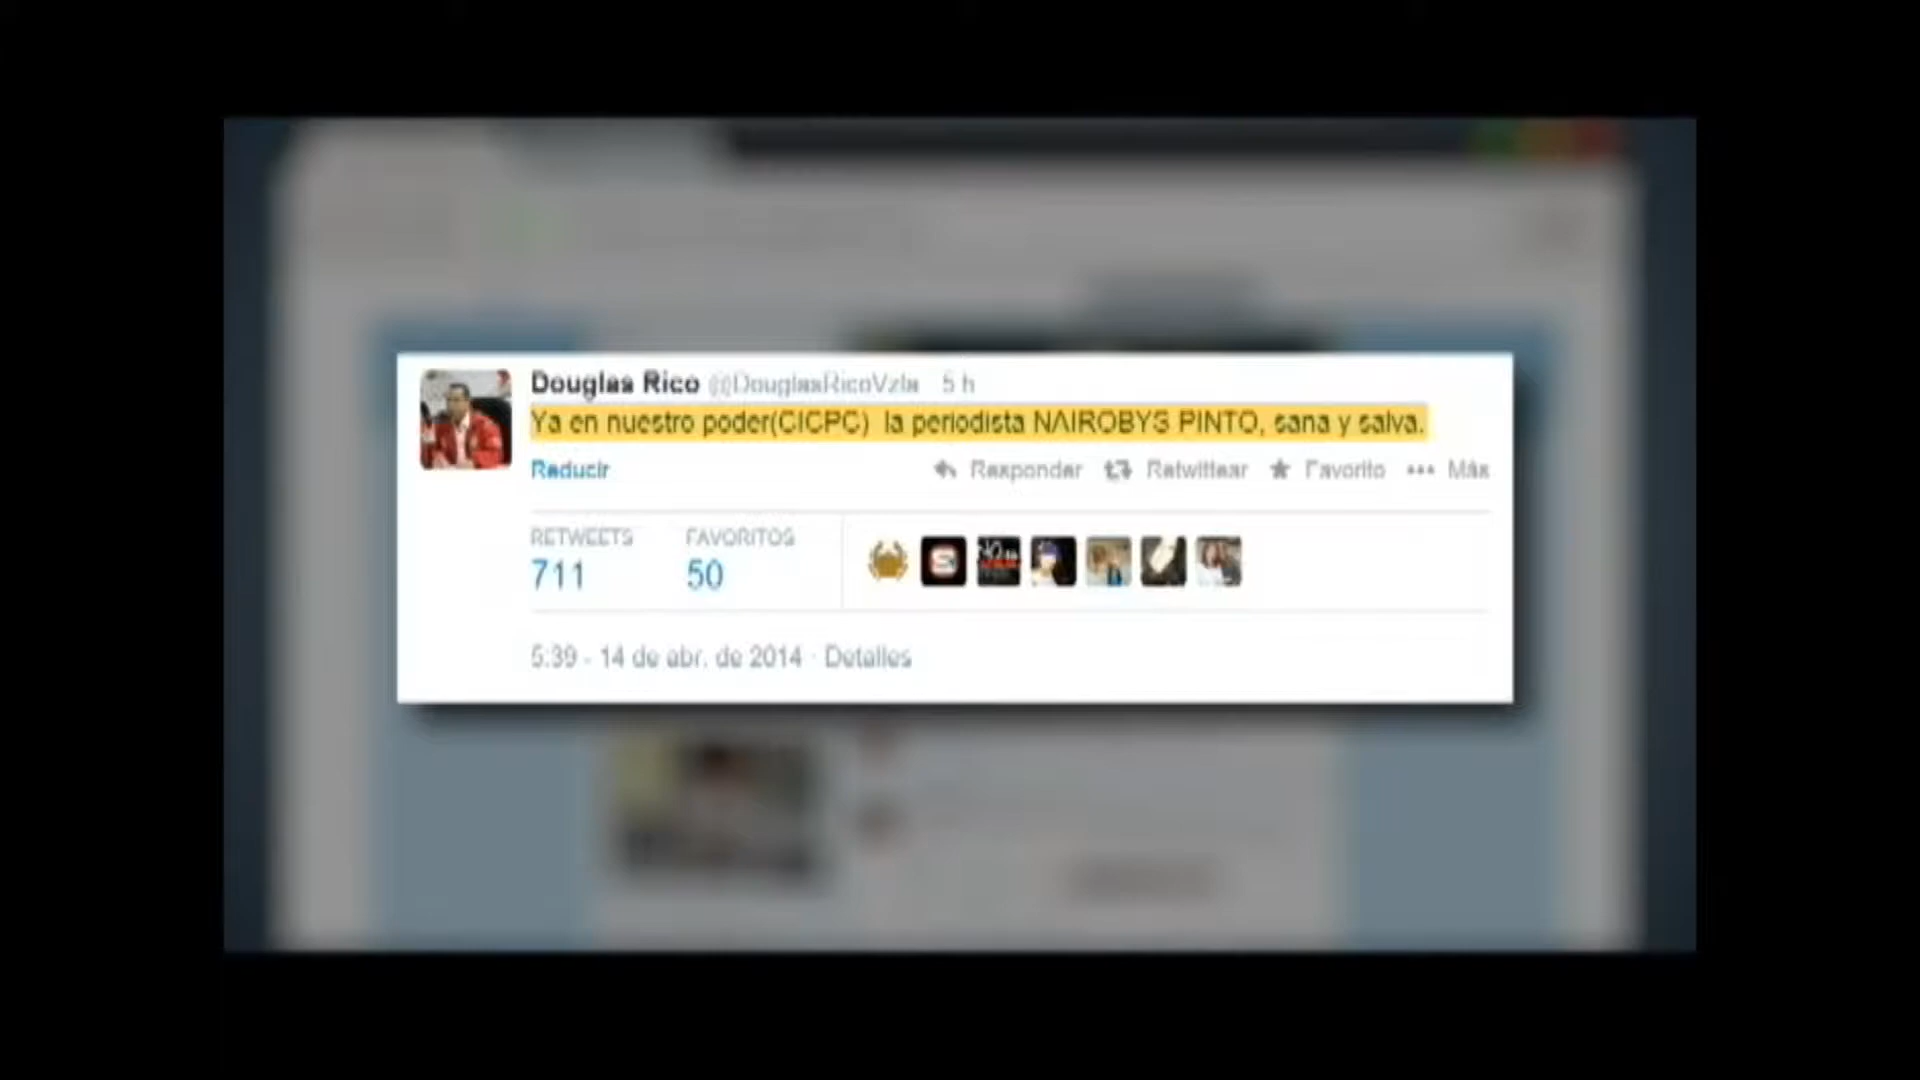 Douglas Rico @DouglasRicoVzla 5 h
Ya en nuestro poder(CICPC) la periodista NAIROBYS PINTO, sana y salva.
Reducir Responder Retwittear Favorito Más
RETWEETS FAVORITOS
711 50
5:39 - 14 de abr. de 2014 · Detalles